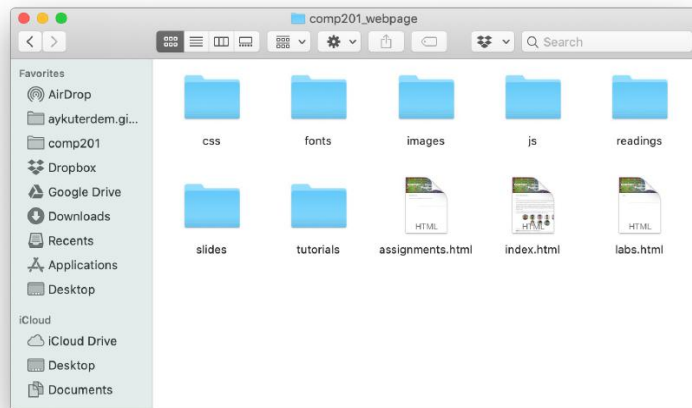 comp201_webpage
Search
Favorites
AirDrop
aykuterdem.gi...
comp201
Dropbox
Google Drive
Downloads
Recents
Applications
Desktop
iCloud
iCloud Drive
Desktop
Documents
css
fonts
images
js
readings
slides
tutorials
HTML
assignments.html
HTML
index.html
HTML
labs.html